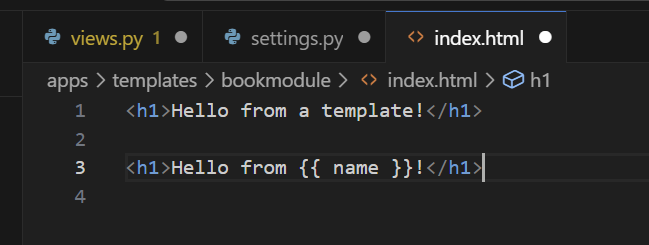 views.py 1 settings.py index.html
apps > templates > bookmodule > <> index.html > h1
1 <h1>Hello from a template!</h1>
2
3 <h1>Hello from {{ name }}!</h1>
4